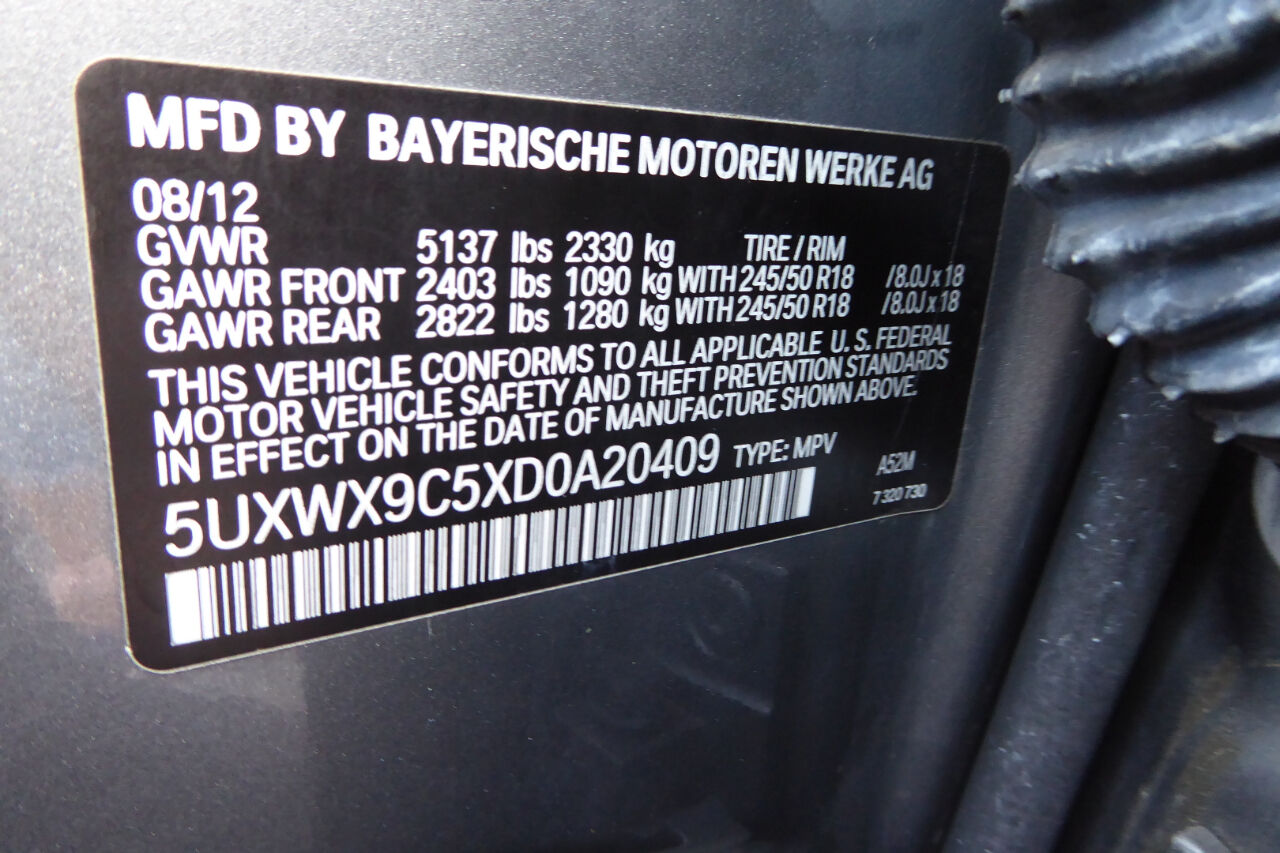 MFD BY BAYERISCHE MOTOREN WERKE AG
08/12
GVWR 5137 lbs 2330 kg TIRE / RIM
GAWR FRONT 2403 lbs 1090 kg WITH 245/50 R18 /8.0J x 18
GAWR REAR 2822 lbs 1280 kg WITH 245/50 R18 /8.0J x 18
THIS VEHICLE CONFORMS TO ALL APPLICABLE U. S. FEDERAL
MOTOR VEHICLE SAFETY AND THEFT PREVENTION STANDARDS
IN EFFECT ON THE DATE OF MANUFACTURE SHOWN ABOVE.
5UXWX9C5XD0A20409 TYPE: MPV A52M
7 320 730